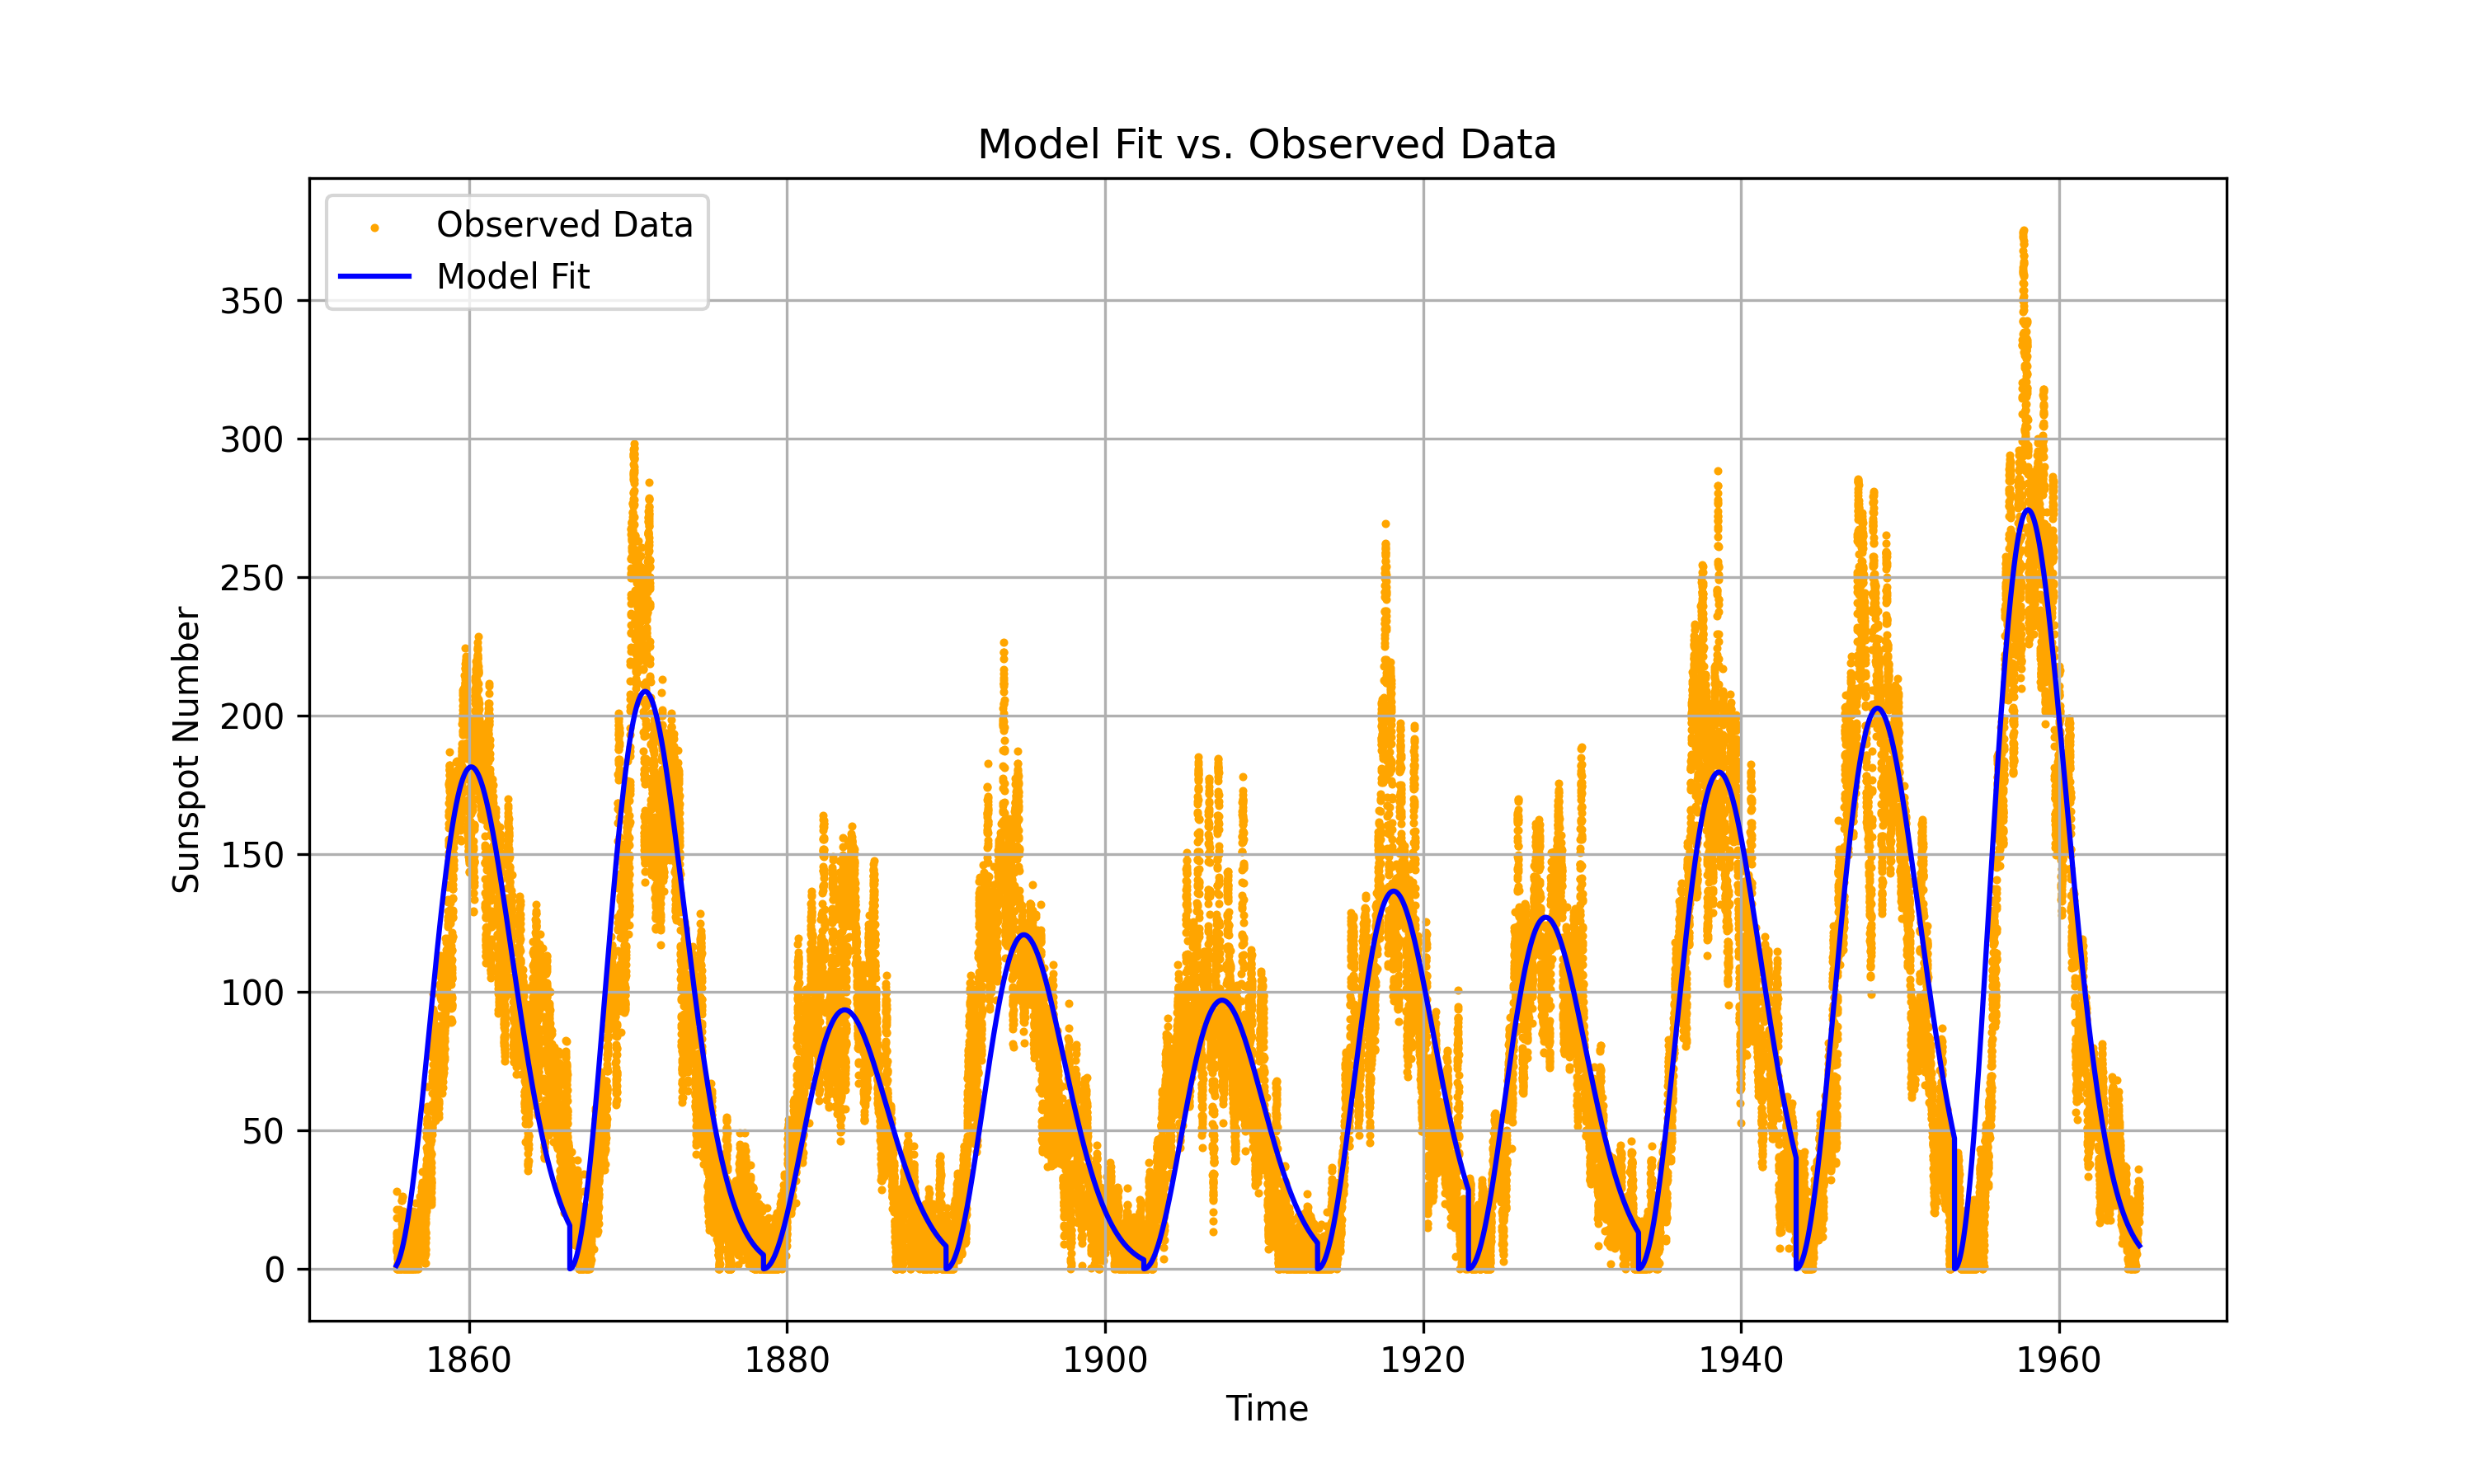 Model Fit vs. Observed Data
Observed Data
Model Fit
Sunspot Number
350
300
250
200
150
100
50
0
1860 1880 1900 1920 1940 1960
Time